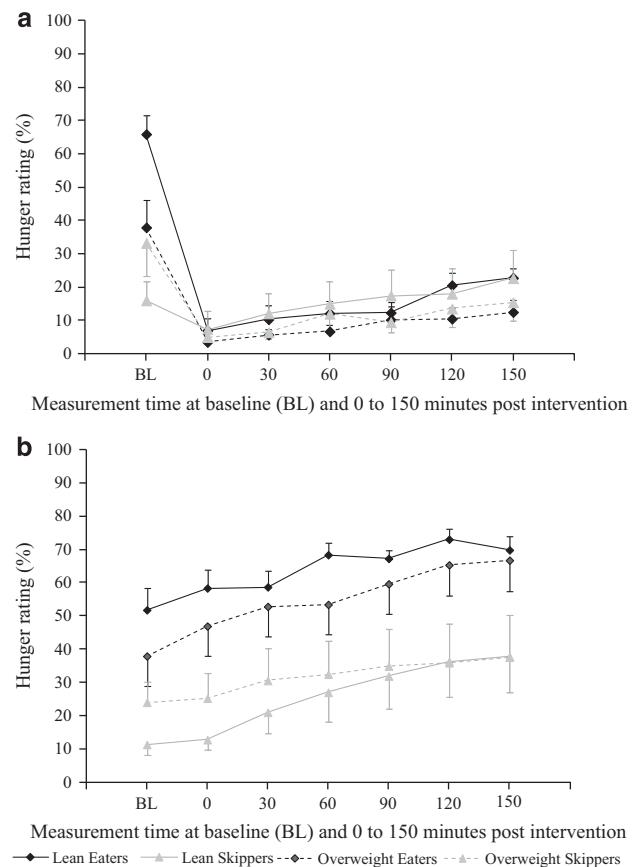 a
100
90
80
70
60
50
40
30
20
10
0
Hunger rating (%)
BL 0 30 60 90 120 150
Measurement time at baseline (BL) and 0 to 150 minutes post intervention
b
100
90
80
70
60
50
40
30
20
10
0
Hunger rating (%)
BL 0 30 60 90 120 150
Measurement time at baseline (BL) and 0 to 150 minutes post intervention
Lean Eaters Lean Skippers Overweight Eaters Overweight Skippers